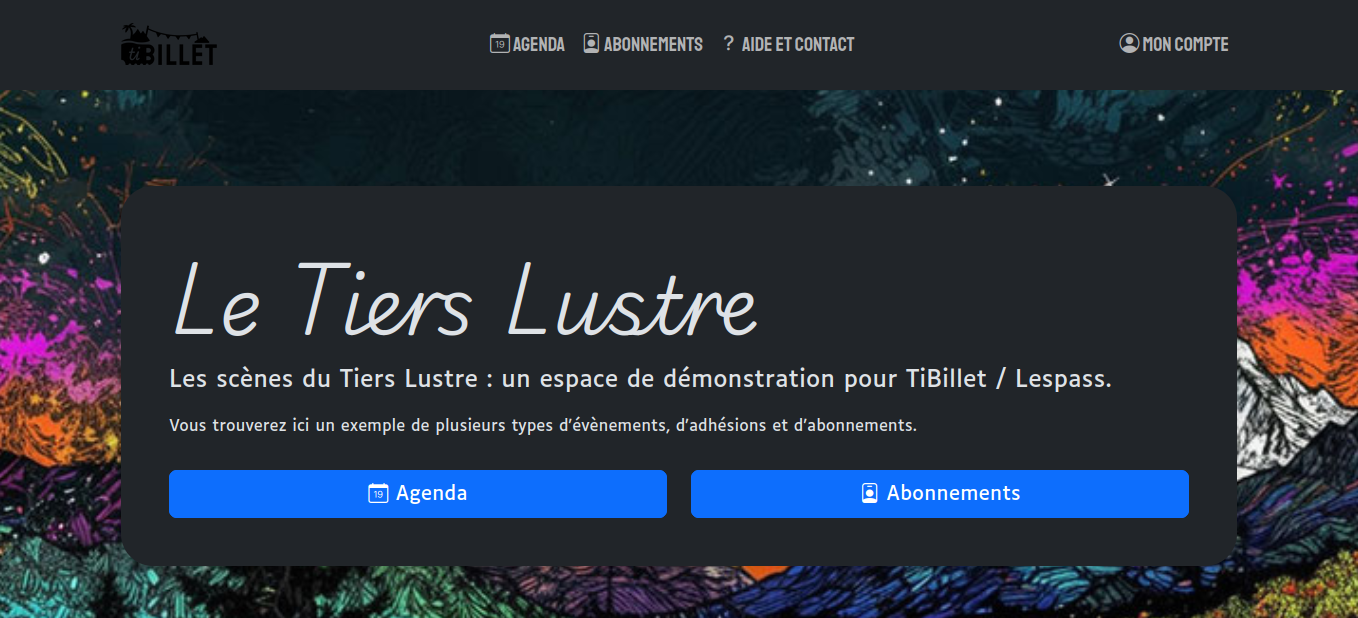 tiBILLET
19 AGENDA
ABONNEMENTS
? AIDE ET CONTACT
MON COMPTE
Le Tiers Lustre
Les scènes du Tiers Lustre : un espace de démonstration pour TiBillet / Lespass.
Vous trouverez ici un exemple de plusieurs types d'évènements, d'adhésions et d'abonnements.
19 Agenda
Abonnements